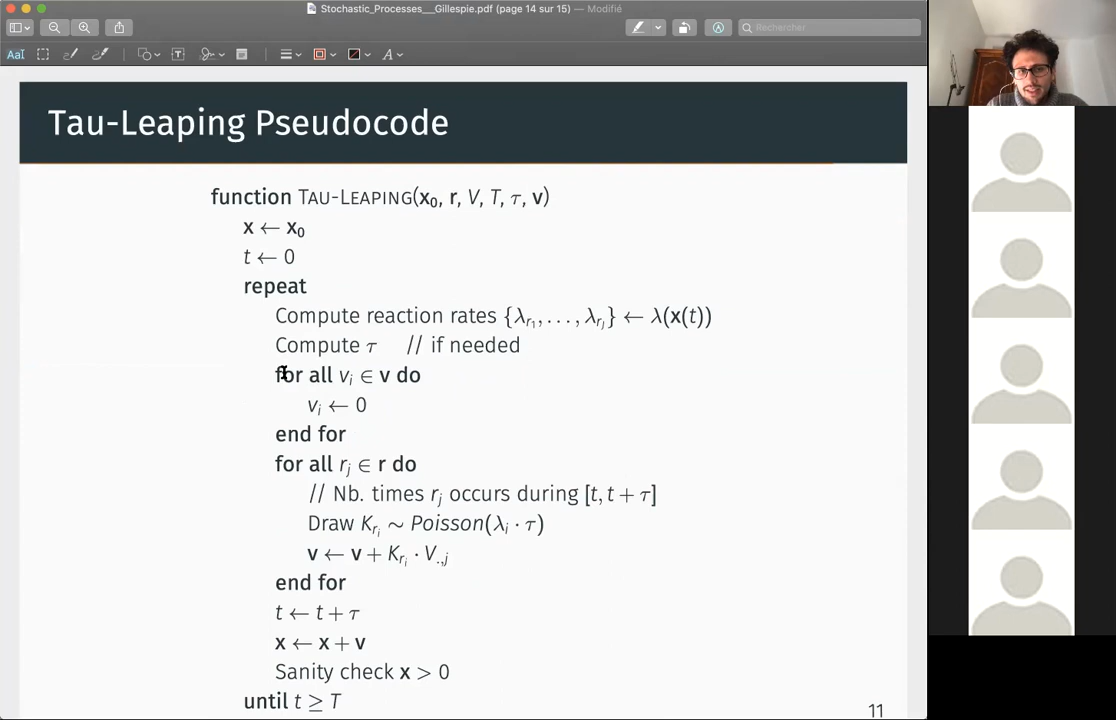 Stochastic_Processes__Gillespie.pdf (page 14 sur 15) — Modifié
Rechercher
AaI
A
Tau-Leaping Pseudocode
function TAU-LEAPING(x₀, r, V, T, τ, v)
x ← x₀
t ← 0
repeat
Compute reaction rates {λ_{r₁}, . . . , λ_{r_J}} ← λ(x(t))
Compute τ // if needed
for all vᵢ ∈ v do
vᵢ ← 0
end for
for all rⱼ ∈ r do
// Nb. times rⱼ occurs during [t, t + τ]
Draw K_{rᵢ} ∼ Poisson(λᵢ · τ)
v ← v + K_{rᵢ} · V_{.,j}
end for
t ← t + τ
x ← x + v
Sanity check x > 0
until t ≥ T
11